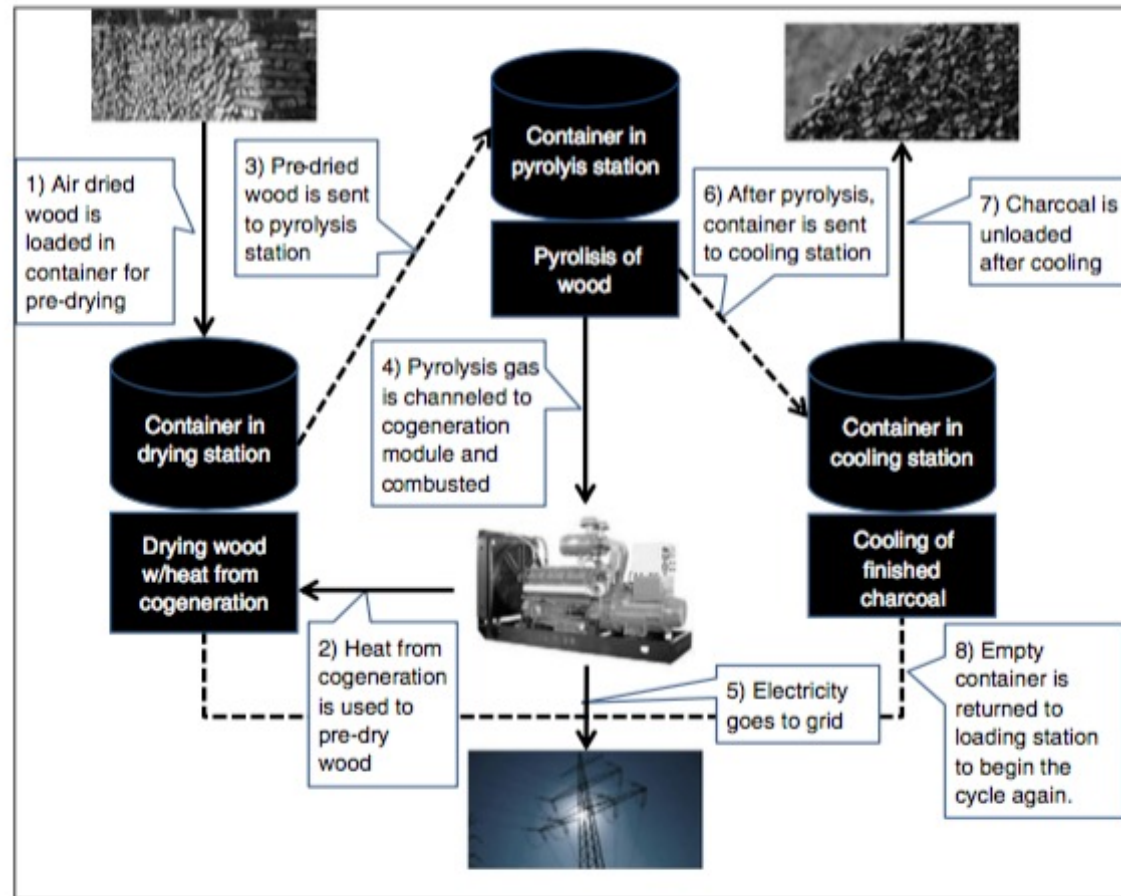 1) Air dried
wood is
loaded in
container for
pre-drying
3) Pre-dried
wood is sent
to pyrolysis
station
Container in
pyrolyis station
Pyrolisis of
wood
6) After pyrolysis,
container is sent
to cooling station
7) Charcoal is
unloaded
after cooling
Container in
drying station
Drying wood
w/heat from
cogeneration
4) Pyrolysis gas
is channeled to
cogeneration
module and
combusted
Container in
cooling station
Cooling of
finished
charcoal
2) Heat from
cogeneration
is used to
pre-dry
wood
5) Electricity
goes to grid
8) Empty
container is
returned to
loading station
to begin the
cycle again.